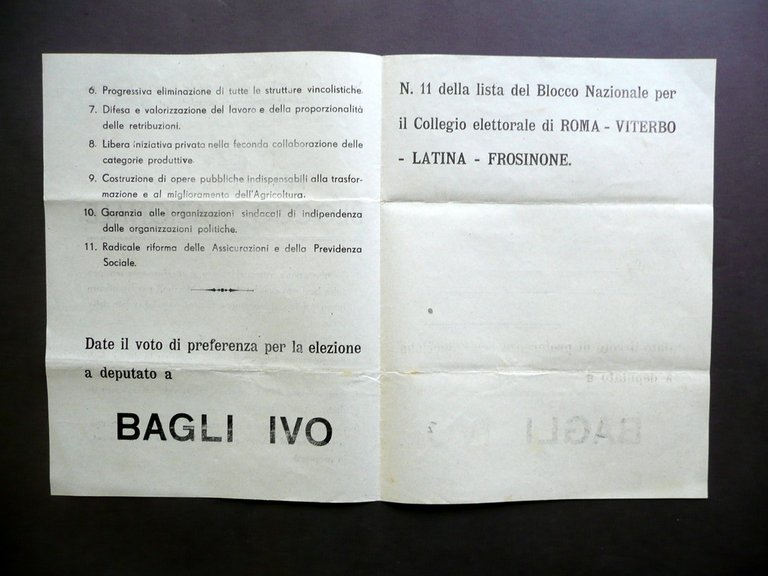 6. Progressiva eliminazione di tutte le strutture vincolistiche.
7. Difesa e valorizzazione del lavoro e della proporzionalità
delle retribuzioni.
8. Libera iniziativa privata nella feconda collaborazione delle
categorie produttive.
9. Costruzione di opere pubbliche indispensabili alla trasfor-
mazione e al miglioramento dell'Agricoltura.
10. Garanzia alle organizzazioni sindacali di indipendenza
dalle organizzazioni politiche.
11. Radicale riforma delle Assicurazioni e della Previdenza
Sociale.
Date il voto di preferenza per la elezione
a deputato a
BAGLI IVO
N. 11 della lista del Blocco Nazionale per
il Collegio elettorale di ROMA - VITERBO
- LATINA - FROSINONE.